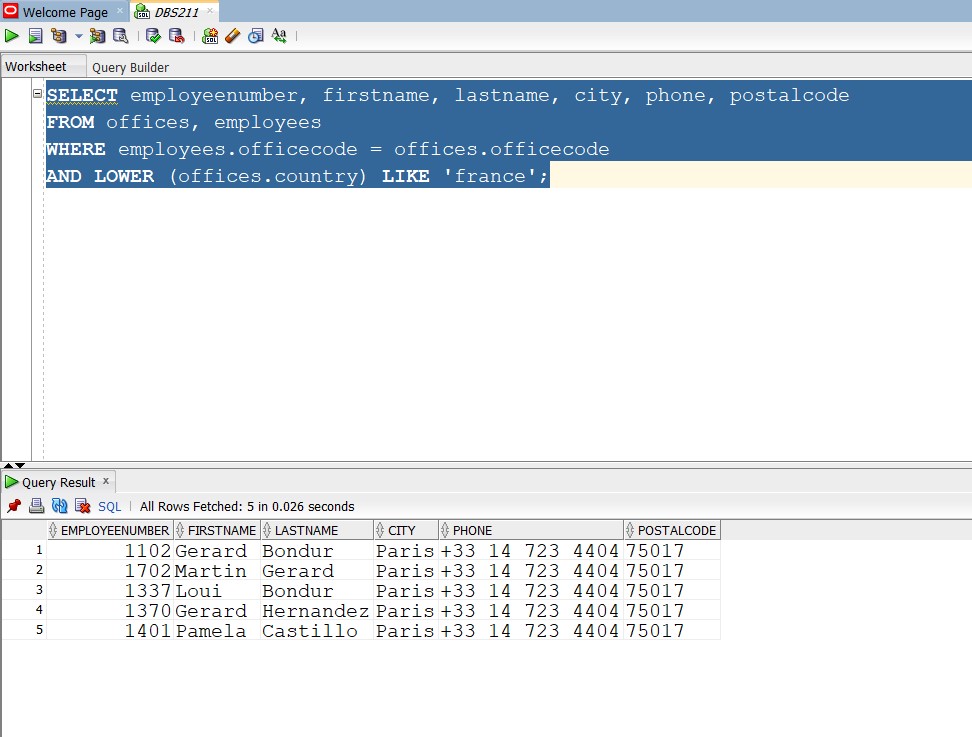 Welcome Page × DBS211 ×
Worksheet Query Builder
SELECT employeenumber, firstname, lastname, city, phone, postalcode
FROM offices, employees
WHERE employees.officecode = offices.officecode
AND LOWER (offices.country) LIKE 'france';
Query Result ×
SQL | All Rows Fetched: 5 in 0.026 seconds
EMPLOYEENUMBER FIRSTNAME LASTNAME CITY PHONE POSTALCODE
1 1102 Gerard Bondur Paris +33 14 723 4404 75017
2 1702 Martin Gerard Paris +33 14 723 4404 75017
3 1337 Loui Bondur Paris +33 14 723 4404 75017
4 1370 Gerard Hernandez Paris +33 14 723 4404 75017
5 1401 Pamela Castillo Paris +33 14 723 4404 75017